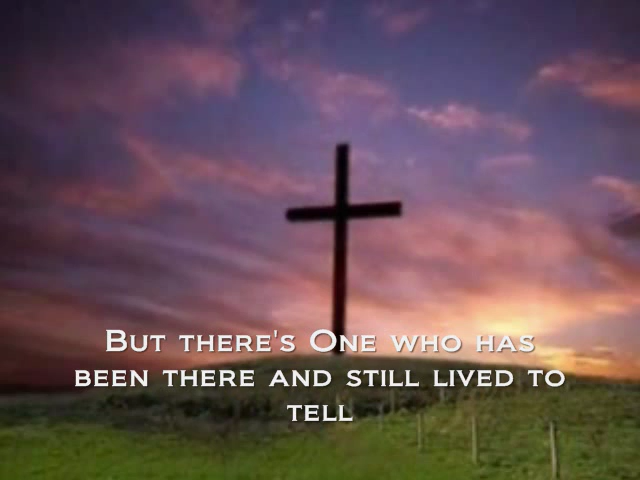 But there's One who has
been there and still lived to
tell